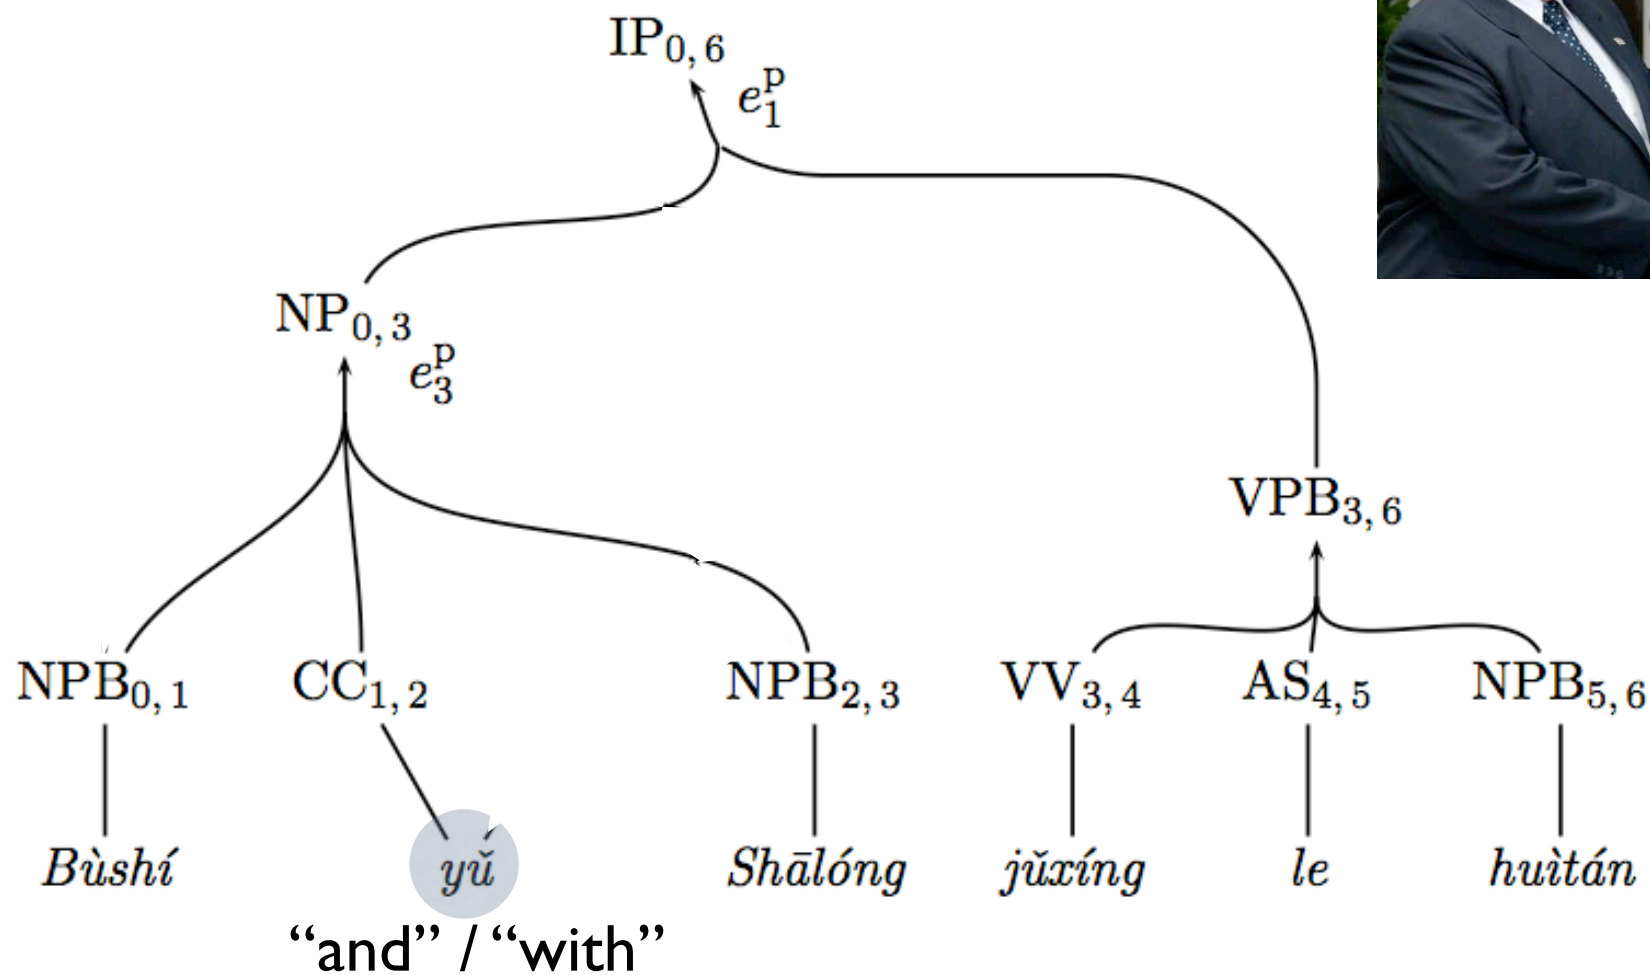 IP0, 6
e1p
NP0, 3
e3p
VPB3, 6
NPB0, 1 CC1, 2 NPB2, 3 VV3, 4 AS4, 5 NPB5, 6
Bùshí yǔ Shālóng jǔxíng le huìtán
“and” / “with”